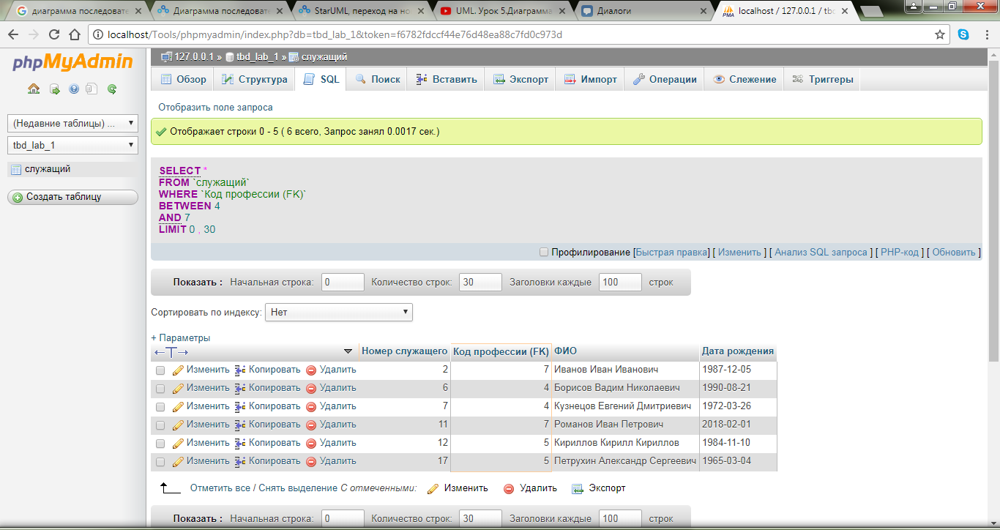 диаграмма последовате
Диаграмма последоват
StarUML, переход на но
UML. Урок 5.Диаграмма
Диалоги
localhost / 127.0.0.1 / tbd
localhost/Tools/phpmyadmin/index.php?db=tbd_lab_1&token=f6782fdccf44e76d48ea88c7fd0c973d
phpMyAdmin
(Недавние таблицы) ...
tbd_lab_1
служащий
Создать таблицу
127.0.0.1 » tbd_lab_1 » служащий
Обзор Структура SQL Поиск Вставить Экспорт Импорт Операции Слежение Триггеры
Отобразить поле запроса
Отображает строки 0 - 5 ( 6 всего, Запрос занял 0.0017 сек.)
SELECT *
FROM `служащий`
WHERE `Код профессии (FK)`
BETWEEN 4
AND 7
LIMIT 0 , 30
Профилирование [Быстрая правка] [ Изменить ] [ Анализ SQL запроса ] [ PHP-код ] [ Обновить ]
Показать : Начальная строка: 0 Количество строк: 30 Заголовки каждые 100 строк
Сортировать по индексу: Нет
+ Параметры
←T→ Номер служащего Код профессии (FK) ФИО Дата рождения
Изменить Копировать Удалить 2 7 Иванов Иван Иванович 1987-12-05
Изменить Копировать Удалить 6 4 Борисов Вадим Николаевич 1990-08-21
Изменить Копировать Удалить 7 4 Кузнецов Евгений Дмитриевич 1972-03-26
Изменить Копировать Удалить 11 7 Романов Иван Петрович 2018-02-01
Изменить Копировать Удалить 12 5 Кириллов Кирилл Кириллов 1984-11-10
Изменить Копировать Удалить 17 5 Петрухин Александр Сергеевич 1965-03-04
Отметить все / Снять выделение С отмеченными: Изменить Удалить Экспорт
Показать : Начальная строка: 0 Количество строк: 30 Заголовки каждые 100 строк